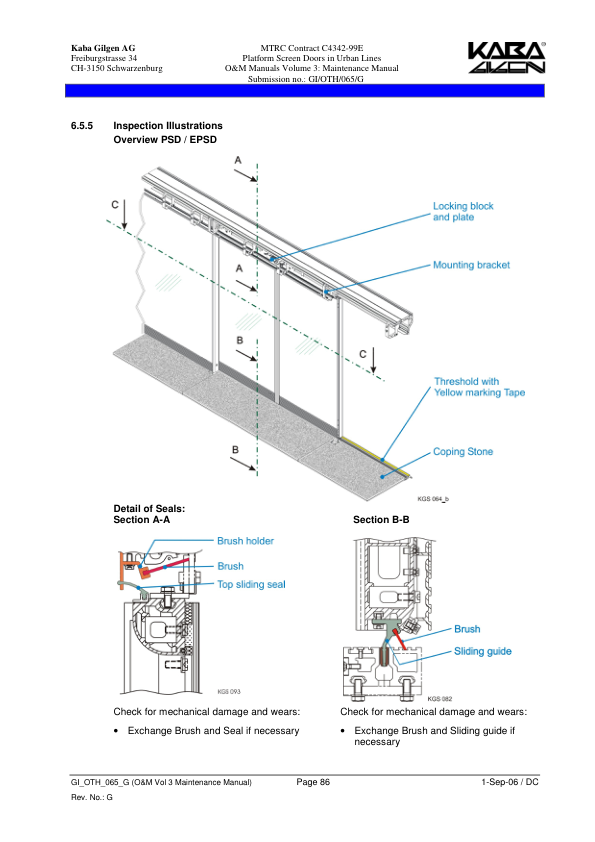 Kaba Gilgen AG
Freiburgstrasse 34
CH-3150 Schwarzenburg
MTRC Contract C4342-99E
Platform Screen Doors in Urban Lines
O&M Manuals Volume 3: Maintenance Manual
Submission no.: GI/OTH/065/G
KABA®
GILGEN
6.5.5 Inspection Illustrations
Overview PSD / EPSD
A
C
Locking block
and plate
A
Mounting bracket
B
C
Threshold with
Yellow marking Tape
B
Coping Stone
KGS 064_b
Detail of Seals:
Section A-A
Section B-B
Brush holder
Brush
Top sliding seal
KGS 093
Brush
Sliding guide
KGS 082
Check for mechanical damage and wears:
• Exchange Brush and Seal if necessary
Check for mechanical damage and wears:
• Exchange Brush and Sliding guide if
necessary
GI_OTH_065_G (O&M Vol 3 Maintenance Manual)
Page 86
1-Sep-06 / DC
Rev. No.: G